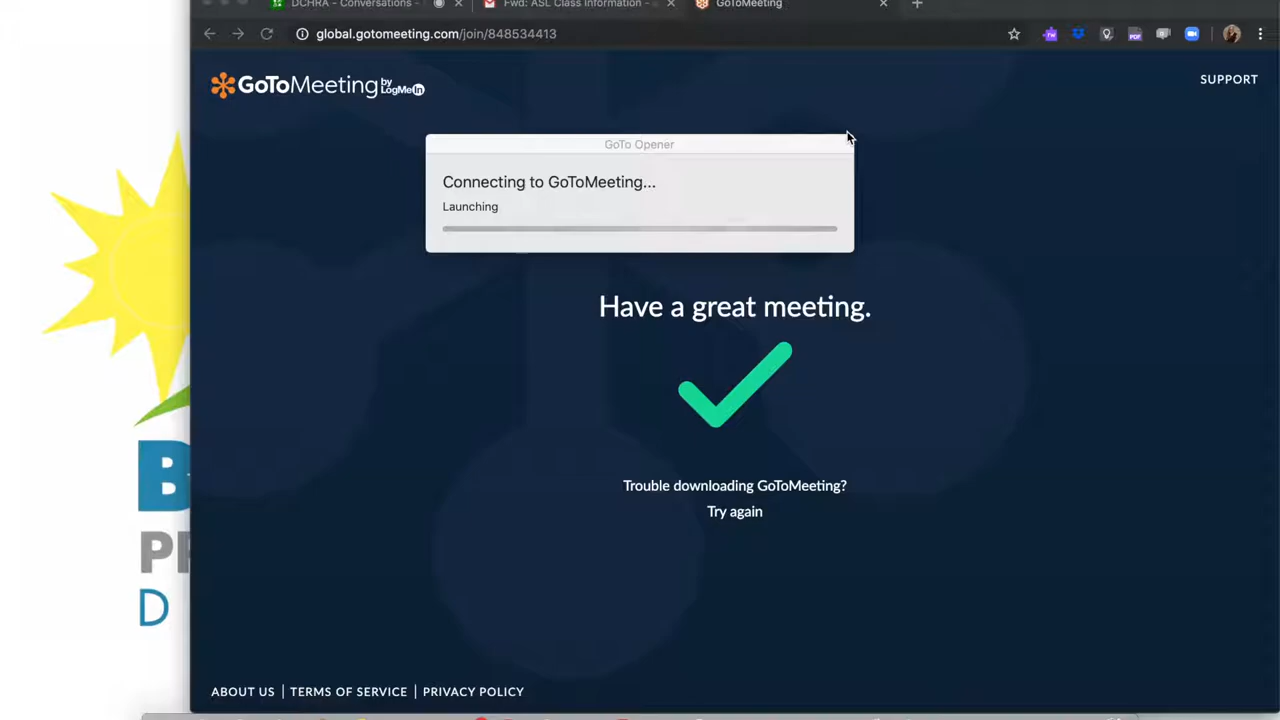 DCHRA - Conversations -
Fwd: ASL Class Information -
GoToMeeting
global.gotomeeting.com/join/848534413
GoToMeeting by LogMeIn
SUPPORT
GoTo Opener
Connecting to GoToMeeting...
Launching
Have a great meeting.
Trouble downloading GoToMeeting?
Try again
B
PR
D
ABOUT US | TERMS OF SERVICE | PRIVACY POLICY